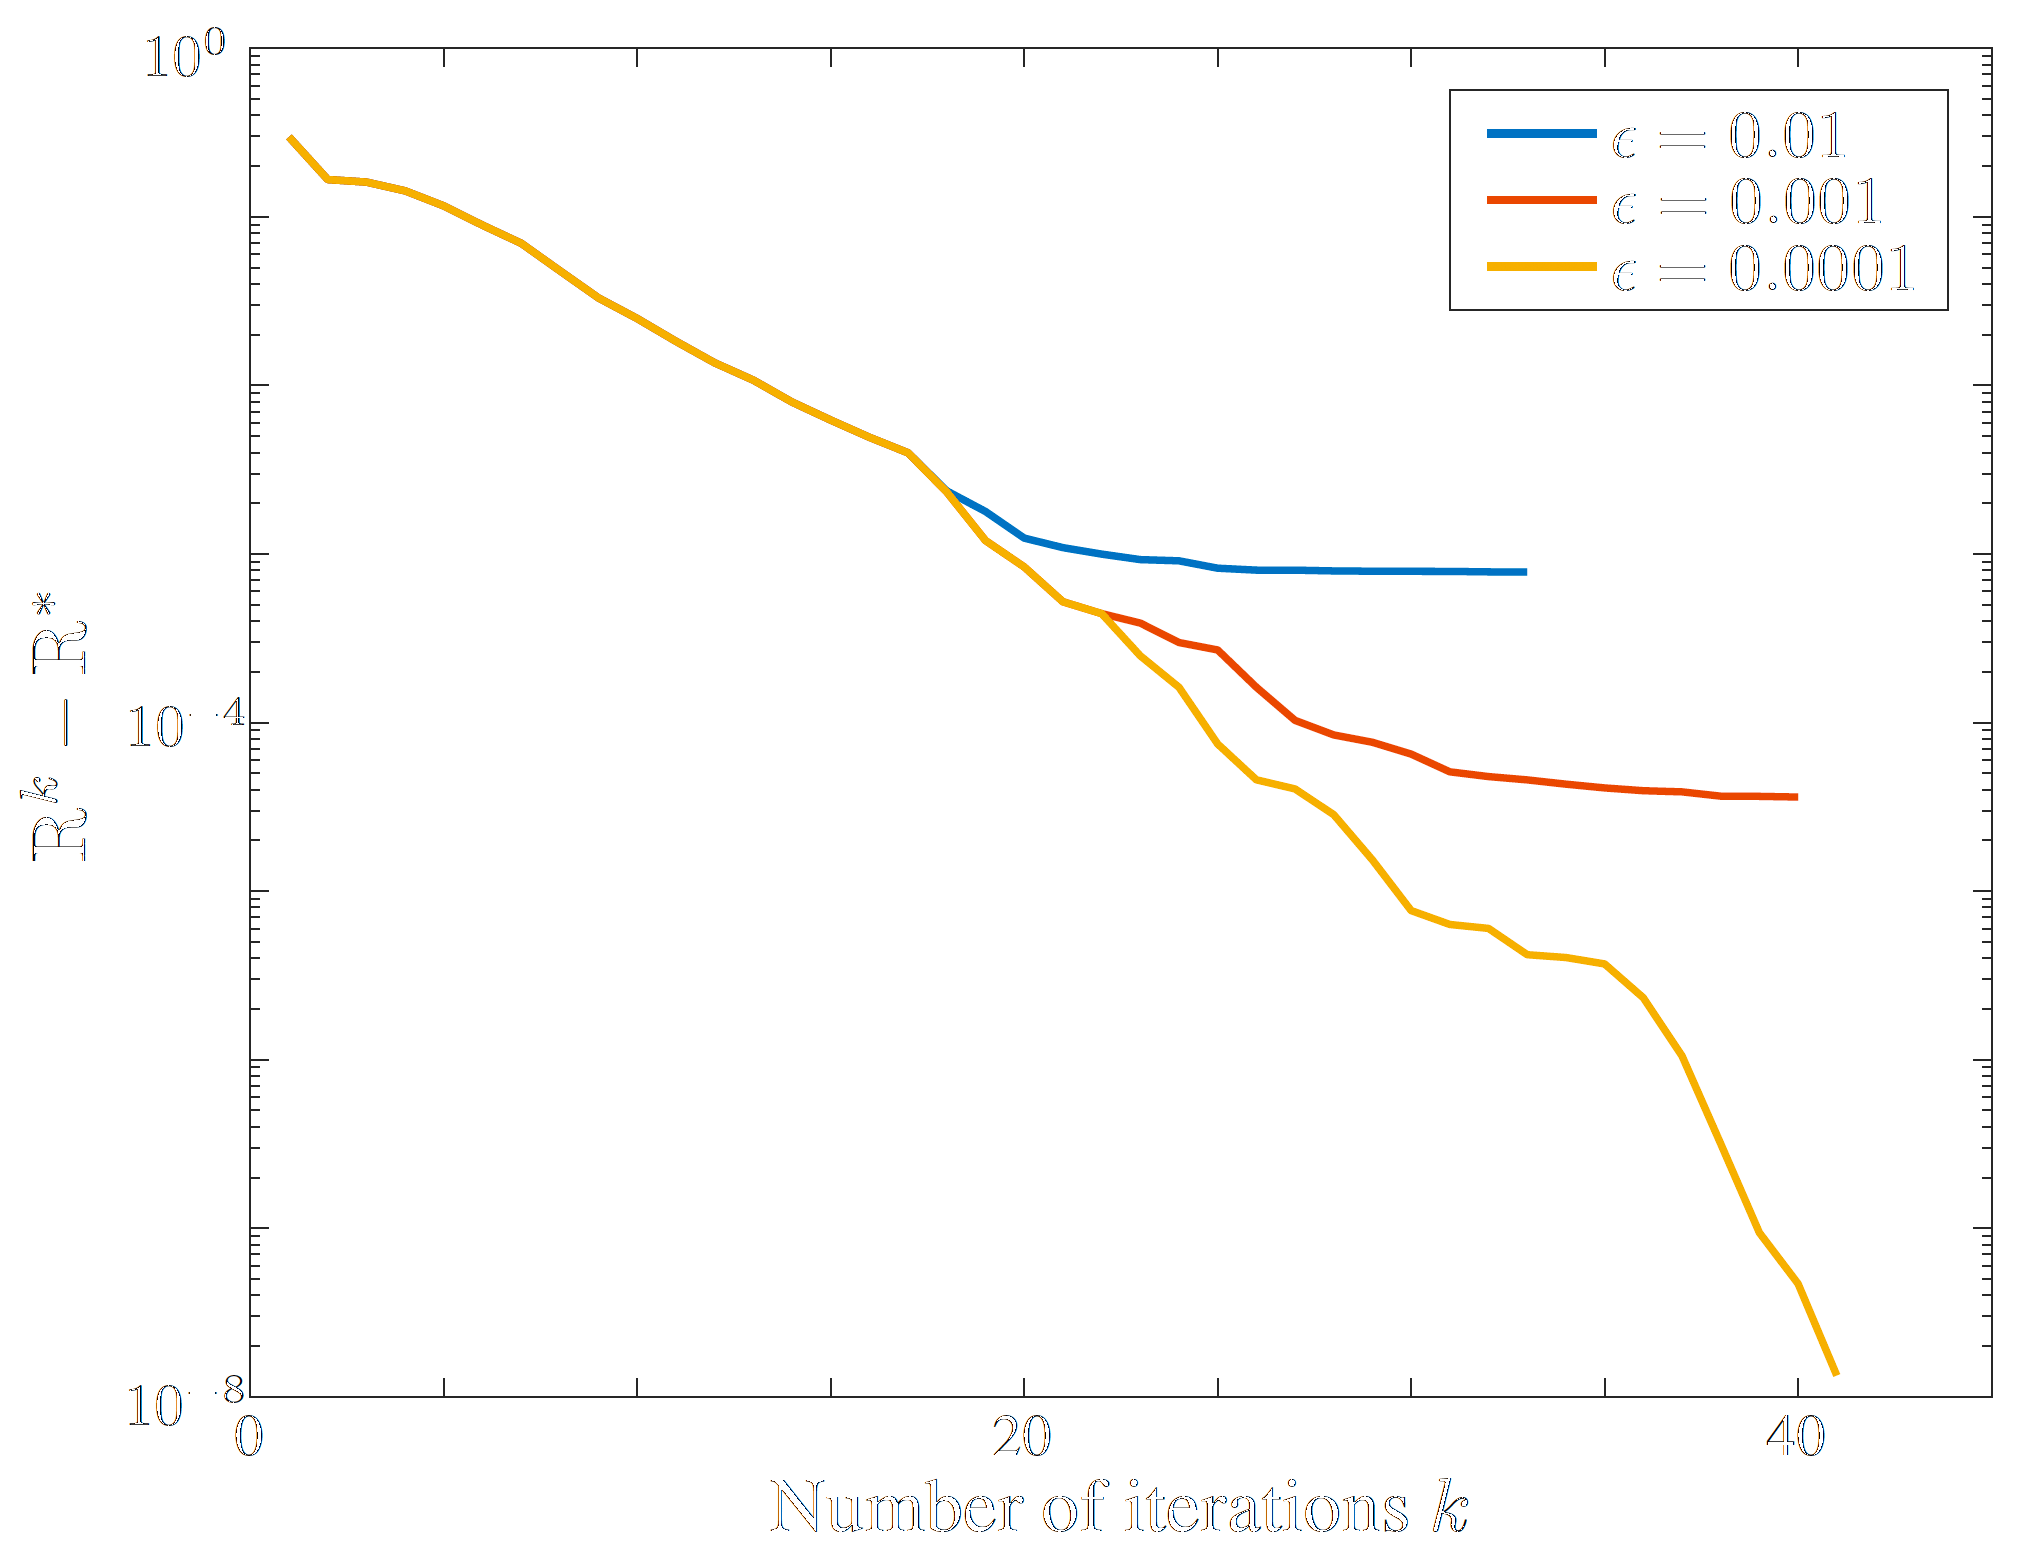 10^0
ϵ = 0.01
ϵ = 0.001
ϵ = 0.0001
R^k − R*
10^-4
10^-8
0 20 40
Number of iterations k